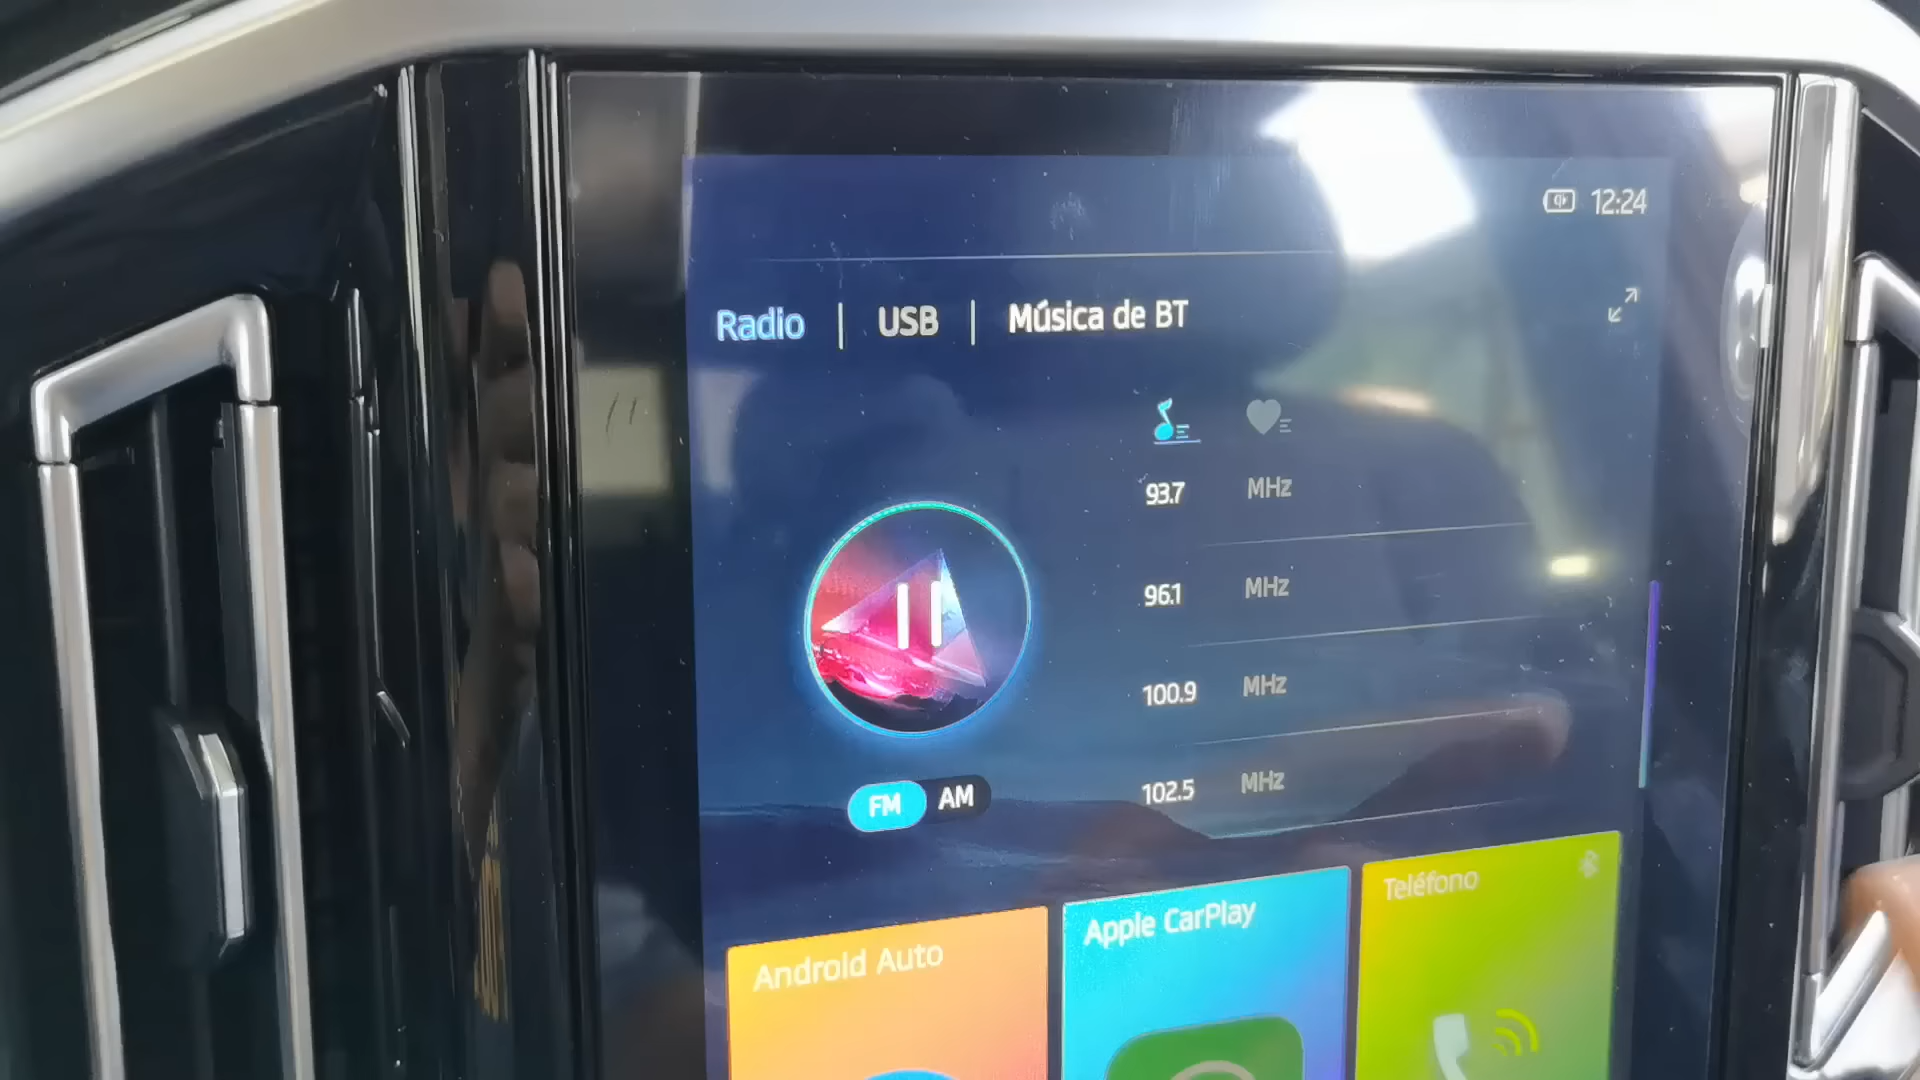 12:24
Radio | USB | Música de BT
93.7 MHz
96.1 MHz
100.9 MHz
102.5 MHz
FM AM
Android Auto
Apple CarPlay
Teléfono